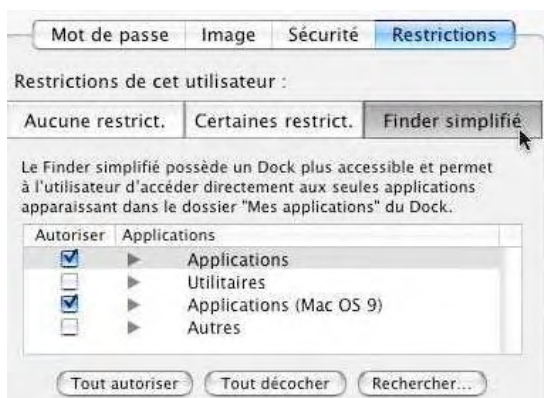 Mot de passe Image Sécurité Restrictions
Restrictions de cet utilisateur :
Aucune restrict. Certaines restrict. Finder simplifié
Le Finder simplifié possède un Dock plus accessible et permet
à l'utilisateur d'accéder directement aux seules applications
apparaissant dans le dossier "Mes applications" du Dock.
Autoriser Applications
Applications
Utilitaires
Applications (Mac OS 9)
Autres
Tout autoriser Tout décocher Rechercher...